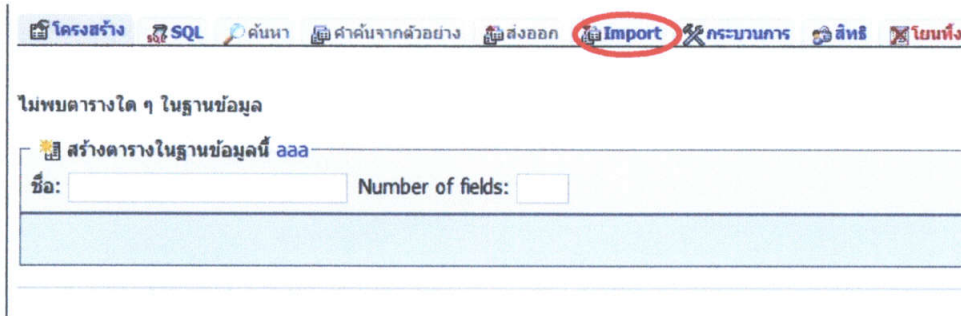 โครงสร้าง SQL ค้นหา คำค้นจากตัวอย่าง ส่งออก Import กระบวนการ สิทธิ โยนทิ้ง
ไม่พบตารางใด ๆ ในฐานข้อมูล
สร้างตารางในฐานข้อมูลนี้ aaa
ชื่อ: Number of fields: